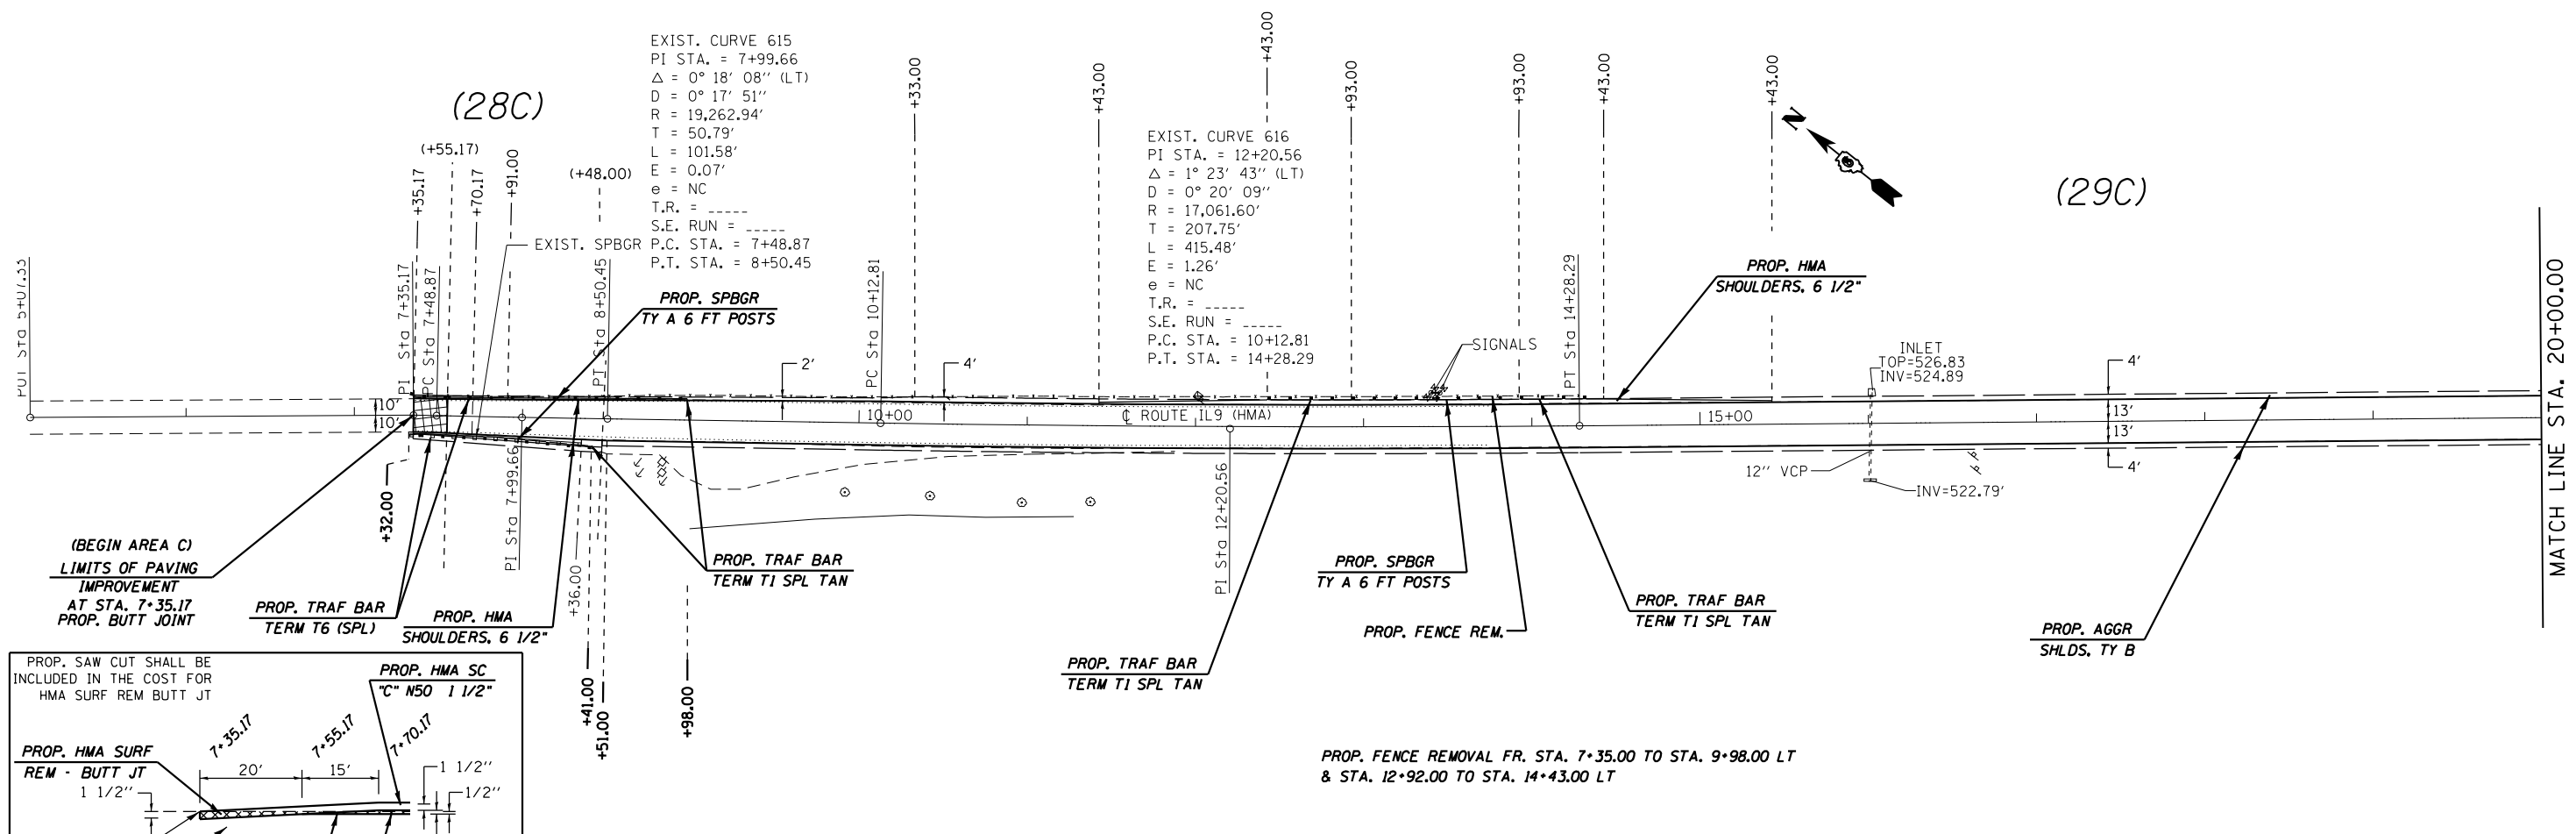 (28C)
EXIST. CURVE 615
PI STA. = 7+99.66
Δ = 0° 18' 08'' (LT)
D = 0° 17' 51''
R = 19,262.94'
T = 50.79'
L = 101.58'
E = 0.07'
e = NC
T.R. = _____
S.E. RUN = _____
P.C. STA. = 7+48.87
P.T. STA. = 8+50.45
EXIST. SPBGR
+35.17
(+55.17)
+70.17
+91.00
(+48.00)
+33.00
+43.00
+43.00
+93.00
+93.00
+43.00
+43.00
EXIST. CURVE 616
PI STA. = 12+20.56
Δ = 1° 23' 43'' (LT)
D = 0° 20' 09''
R = 17,061.60'
T = 207.75'
L = 415.48'
E = 1.26'
e = NC
T.R. = _____
S.E. RUN = _____
P.C. STA. = 10+12.81
P.T. STA. = 14+28.29
N
(29C)
MATCH LINE STA. 20+00.00
POT Sta 5+07.33
PI Sta 7+35.17
PC Sta 7+48.87
PT Sta 8+50.45
PC Sta 10+12.81
PT Sta 14+28.29
PROP. SPBGR
TY A 6 FT POSTS
2'
4'
SIGNALS
PROP. HMA
SHOULDERS, 6 1/2"
INLET
TOP=526.83
INV=524.89
4'
10'
10'
10+00
℄ ROUTE IL9 (HMA)
15+00
13'
13'
4'
12'' VCP
INV=522.79'
+32.00
PI Sta 7+99.66
+36.00
+41.00
+51.00
+98.00
PI Sta 12+20.56
(BEGIN AREA C)
LIMITS OF PAVING
IMPROVEMENT
AT STA. 7+35.17
PROP. BUTT JOINT
PROP. TRAF BAR
TERM T6 (SPL)
PROP. HMA
SHOULDERS, 6 1/2"
PROP. TRAF BAR
TERM T1 SPL TAN
PROP. TRAF BAR
TERM T1 SPL TAN
PROP. SPBGR
TY A 6 FT POSTS
PROP. FENCE REM.
PROP. TRAF BAR
TERM T1 SPL TAN
PROP. AGGR
SHLDS, TY B
PROP. SAW CUT SHALL BE
INCLUDED IN THE COST FOR
HMA SURF REM BUTT JT
PROP. HMA SC
"C" N50 1 1/2"
7+35.17
7+55.17
7+70.17
PROP. HMA SURF
REM - BUTT JT
20'
15'
1 1/2''
1 1/2''
1/2''
PROP. FENCE REMOVAL FR. STA. 7+35.00 TO STA. 9+98.00 LT
& STA. 12+92.00 TO STA. 14+43.00 LT